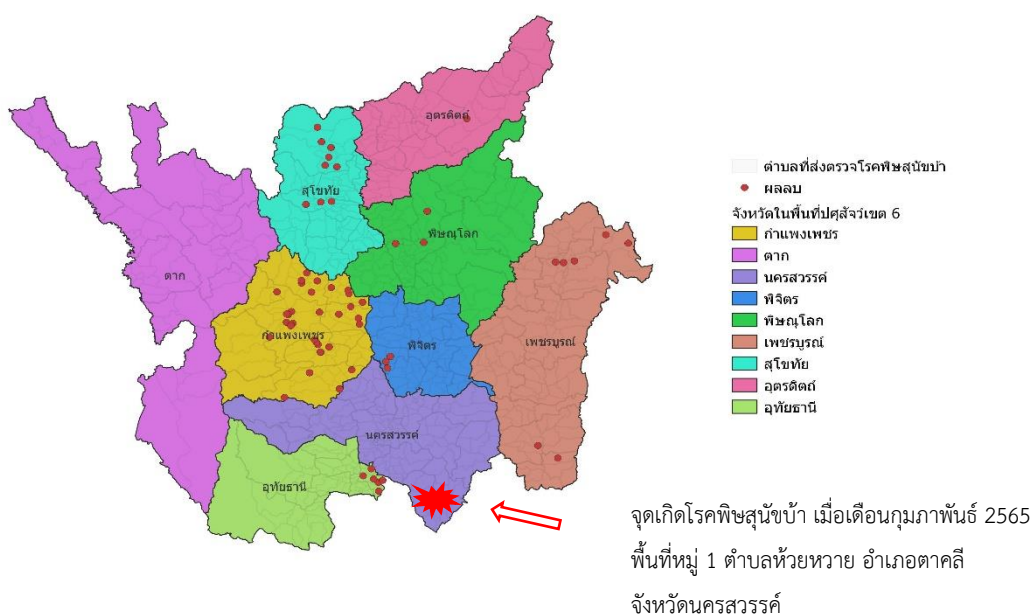 อุตรดิตถ์
สุโขทัย
พิษณุโลก
ตาก
กำแพงเพชร
พิจิตร
เพชรบูรณ์
นครสวรรค์
อุทัยธานี
ตำบลที่ส่งตรวจโรคพิษสุนัขบ้า
ผลลบ
จังหวัดในพื้นที่ปศุสัตว์เขต 6
กำแพงเพชร
ตาก
นครสวรรค์
พิจิตร
พิษณุโลก
เพชรบูรณ์
สุโขทัย
อุตรดิตถ์
อุทัยธานี
จุดเกิดโรคพิษสุนัขบ้า เมื่อเดือนกุมภาพันธ์ 2565
พื้นที่หมู่ 1 ตำบลห้วยหวาย อำเภอตาคลี
จังหวัดนครสวรรค์